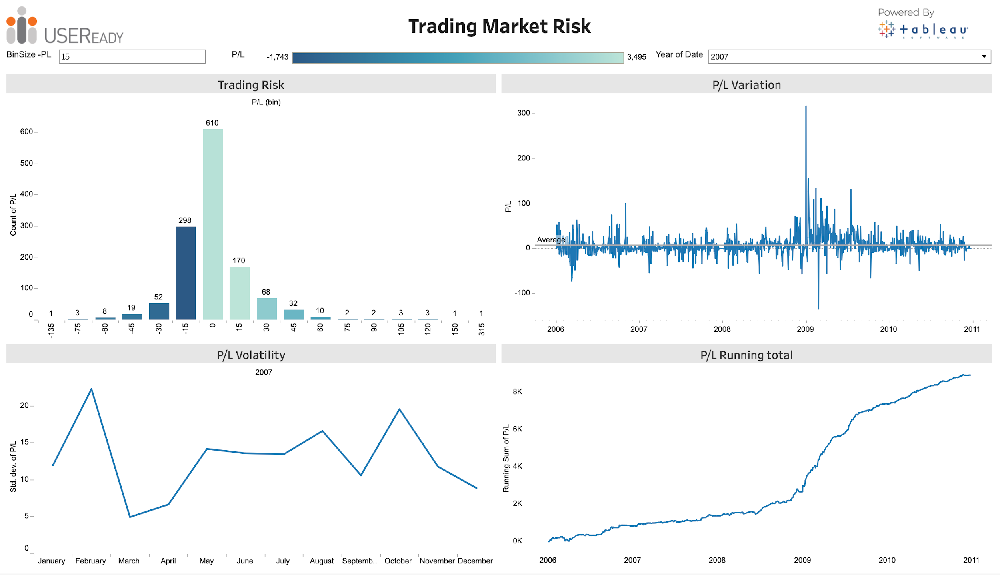 USEREADY
Trading Market Risk
Powered By
+ableau
SOFTWARE
BinSize -PL
15
P/L
-1,743
3,495
Year of Date
2007
Trading Risk
P/L (bin)
Count of P/L
600
500
400
300
200
100
0
1
3
8
19
52
298
610
170
68
32
10
2
2
3
3
1
1
-135
-75
-60
-45
-30
-15
0
15
30
45
60
75
90
105
120
150
315
P/L Variation
P/L
300
200
100
0
-100
Average
2006
2007
2008
2009
2010
2011
P/L Volatility
2007
Std. dev. of P/L
20
15
10
5
0
January
February
March
April
May
June
July
August
Septemb..
October
November
December
P/L Running total
Running Sum of P/L
8K
6K
4K
2K
0K
2006
2007
2008
2009
2010
2011